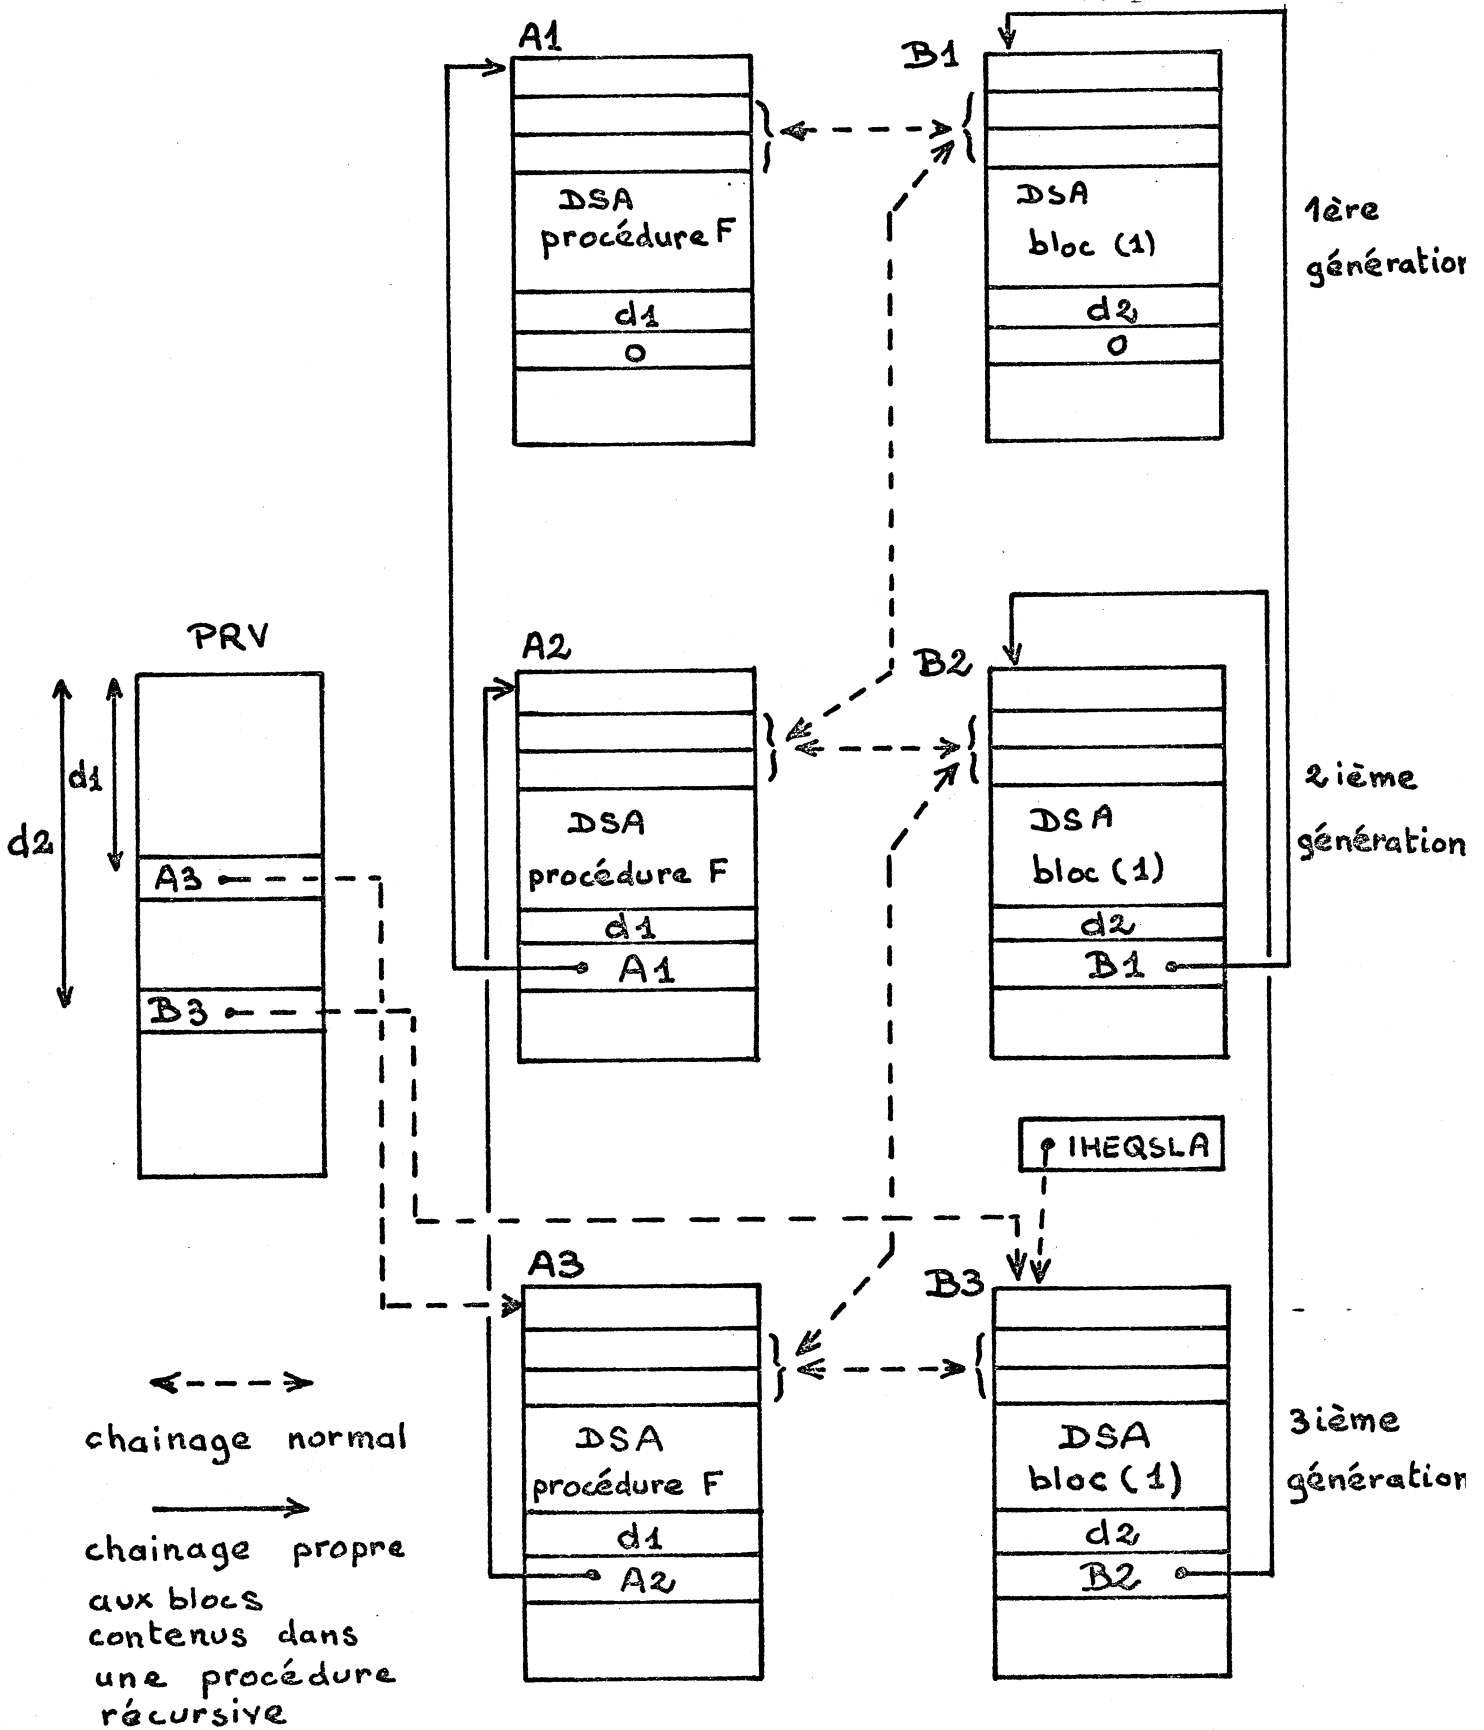 A1
B1
DSA
procédure F
d1
0
DSA
bloc (1)
d2
0
1ère
génération
PRV
d1
d2
A3
B3
A2
B2
DSA
procédure F
d1
A1
DSA
bloc (1)
d2
B1
2ième
génération
IHEQSLA
A3
B3
DSA
procédure F
d1
A2
DSA
bloc (1)
d2
B2
3ième
génération
chainage normal
chainage propre
aux blocs
contenus dans
une procédure
récursive